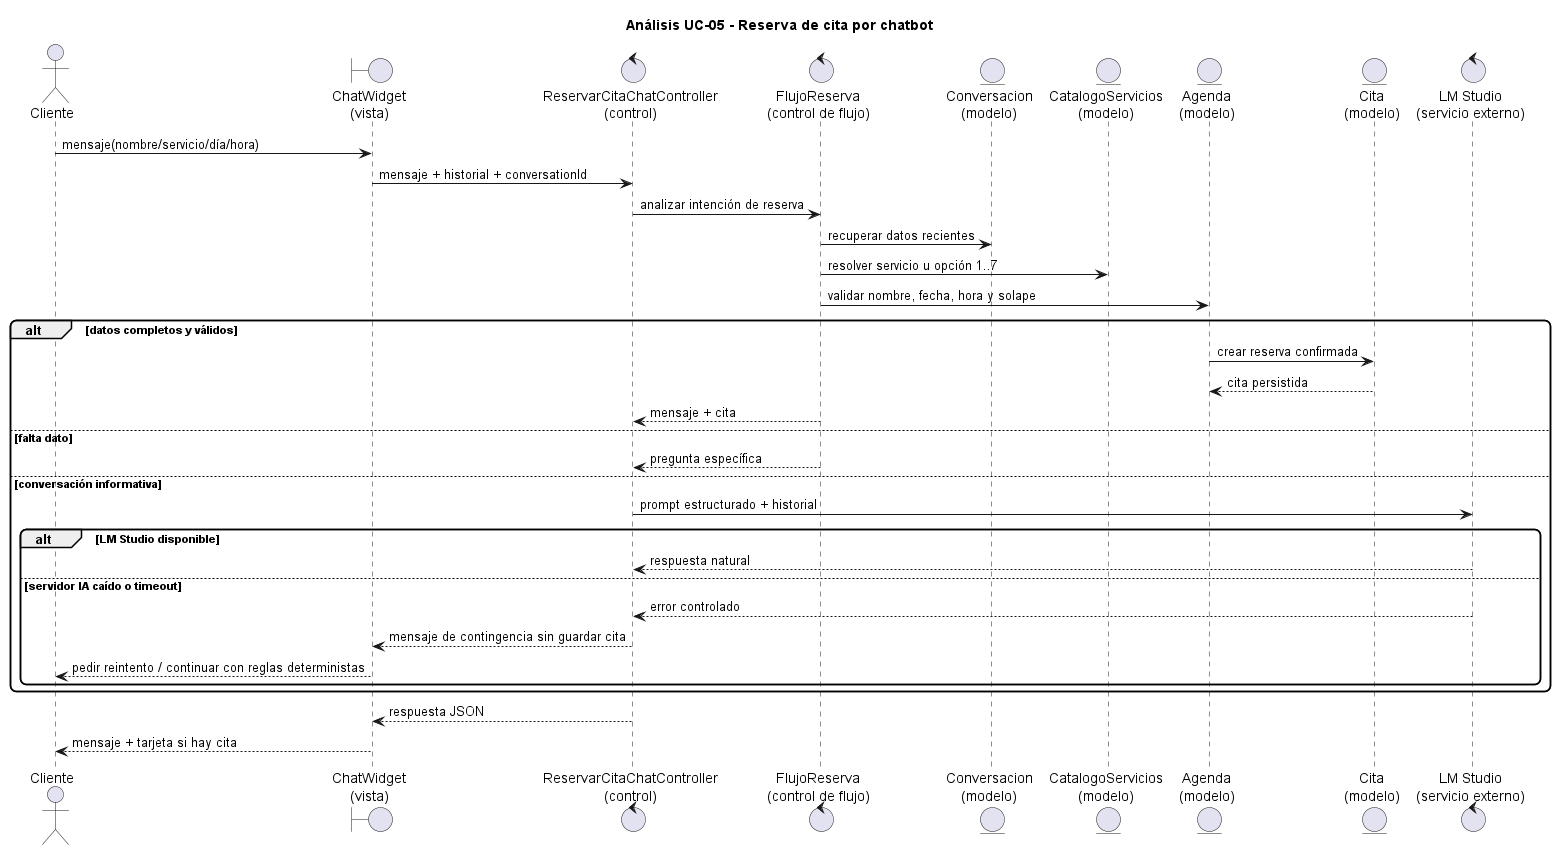 Análisis UC-05 - Reserva de cita por chatbot
Cliente
ChatWidget
(vista)
ReservarCitaChatController
(control)
FlujoReserva
(control de flujo)
Conversacion
(modelo)
CatalogoServicios
(modelo)
Agenda
(modelo)
Cita
(modelo)
LM Studio
(servicio externo)
mensaje(nombre/servicio/día/hora)
mensaje + historial + conversationId
analizar intención de reserva
recuperar datos recientes
resolver servicio u opción 1..7
validar nombre, fecha, hora y solape
alt [datos completos y válidos]
crear reserva confirmada
cita persistida
mensaje + cita
[falta dato]
pregunta específica
[conversación informativa]
prompt estructurado + historial
alt [LM Studio disponible]
respuesta natural
[servidor IA caído o timeout]
error controlado
mensaje de contingencia sin guardar cita
pedir reintento / continuar con reglas deterministas
respuesta JSON
mensaje + tarjeta si hay cita
Cliente
ChatWidget
(vista)
ReservarCitaChatController
(control)
FlujoReserva
(control de flujo)
Conversacion
(modelo)
CatalogoServicios
(modelo)
Agenda
(modelo)
Cita
(modelo)
LM Studio
(servicio externo)